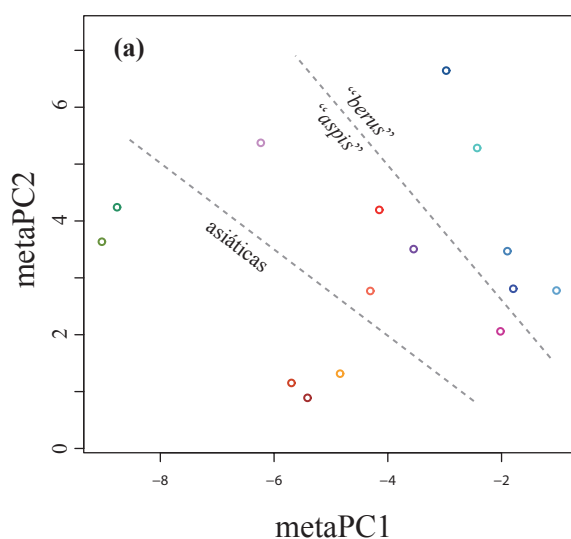 (a)
“berus”
“aspis”
asiáticas
metaPC2
0
2
4
6
−8
−6
−4
−2
metaPC1